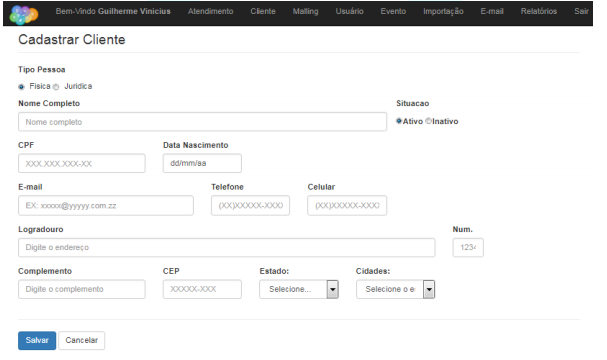 Bem-Vindo Guilherme Vinicius Atendimento Cliente Malling Usuário Evento Importação E-mail Relatórios Sair
Cadastrar Cliente
Tipo Pessoa
Física Jurídica
Nome Completo Situacao
Nome completo Ativo Inativo
CPF Data Nascimento
XXX.XXX.XXX-XX dd/mm/aa
E-mail Telefone Celular
EX: xxxxx@yyyyy.com.zz (XX)XXXXX-XXX (XX)XXXXX-XXX
Logradouro Num.
Digite o endereço 1234
Complemento CEP Estado: Cidades:
Digite o complemento XXXXX-XXX Selecione... Selecione o e
Salvar Cancelar